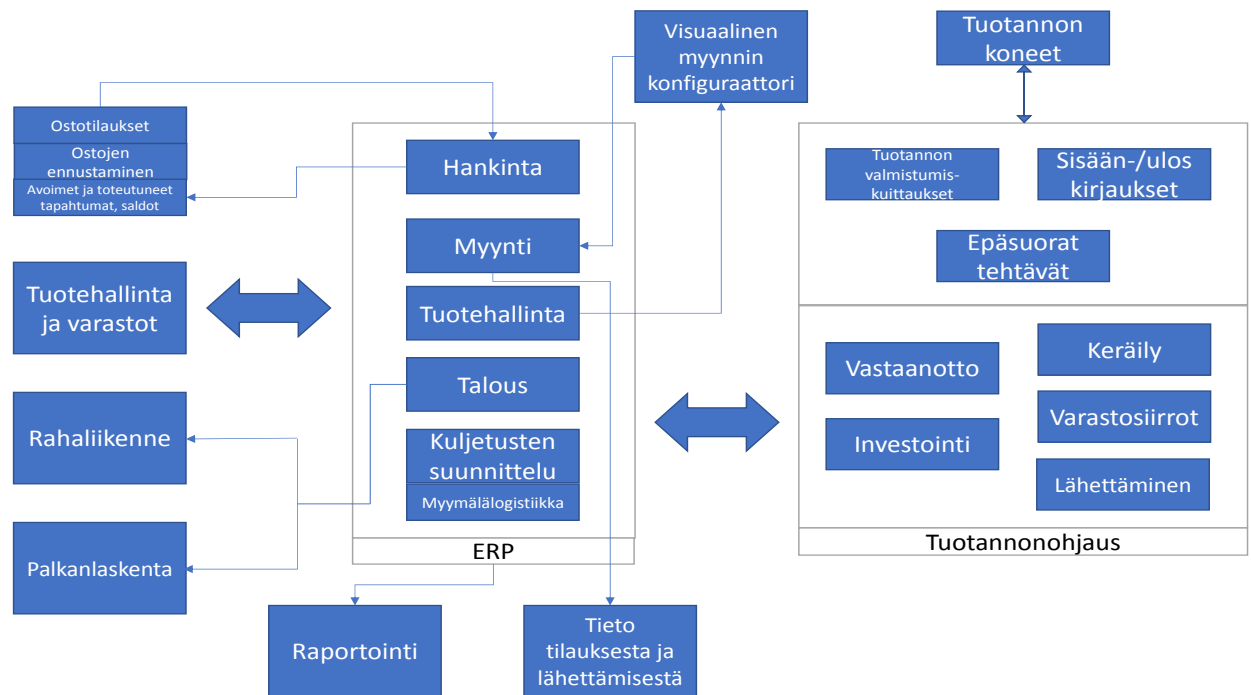 Visuaalinen
myynnin
konfiguraattori
Tuotannon
koneet
Ostotilaukset
Ostojen
ennustaminen
Avoimet ja toteutuneet
tapahtumat, saldot
Tuotehallinta
ja varastot
Rahaliikenne
Palkanlaskenta
Hankinta
Myynti
Tuotehallinta
Talous
Kuljetusten
suunnittelu
Myymälälogistiikka
ERP
Raportointi
Tieto
tilauksesta ja
lähettämisestä
Tuotannon
valmistumis-
kuittaukset
Sisään-/ulos
kirjaukset
Epäsuorat
tehtävät
Vastaanotto
Investointi
Keräily
Varastosiirrot
Lähettäminen
Tuotannonohjaus